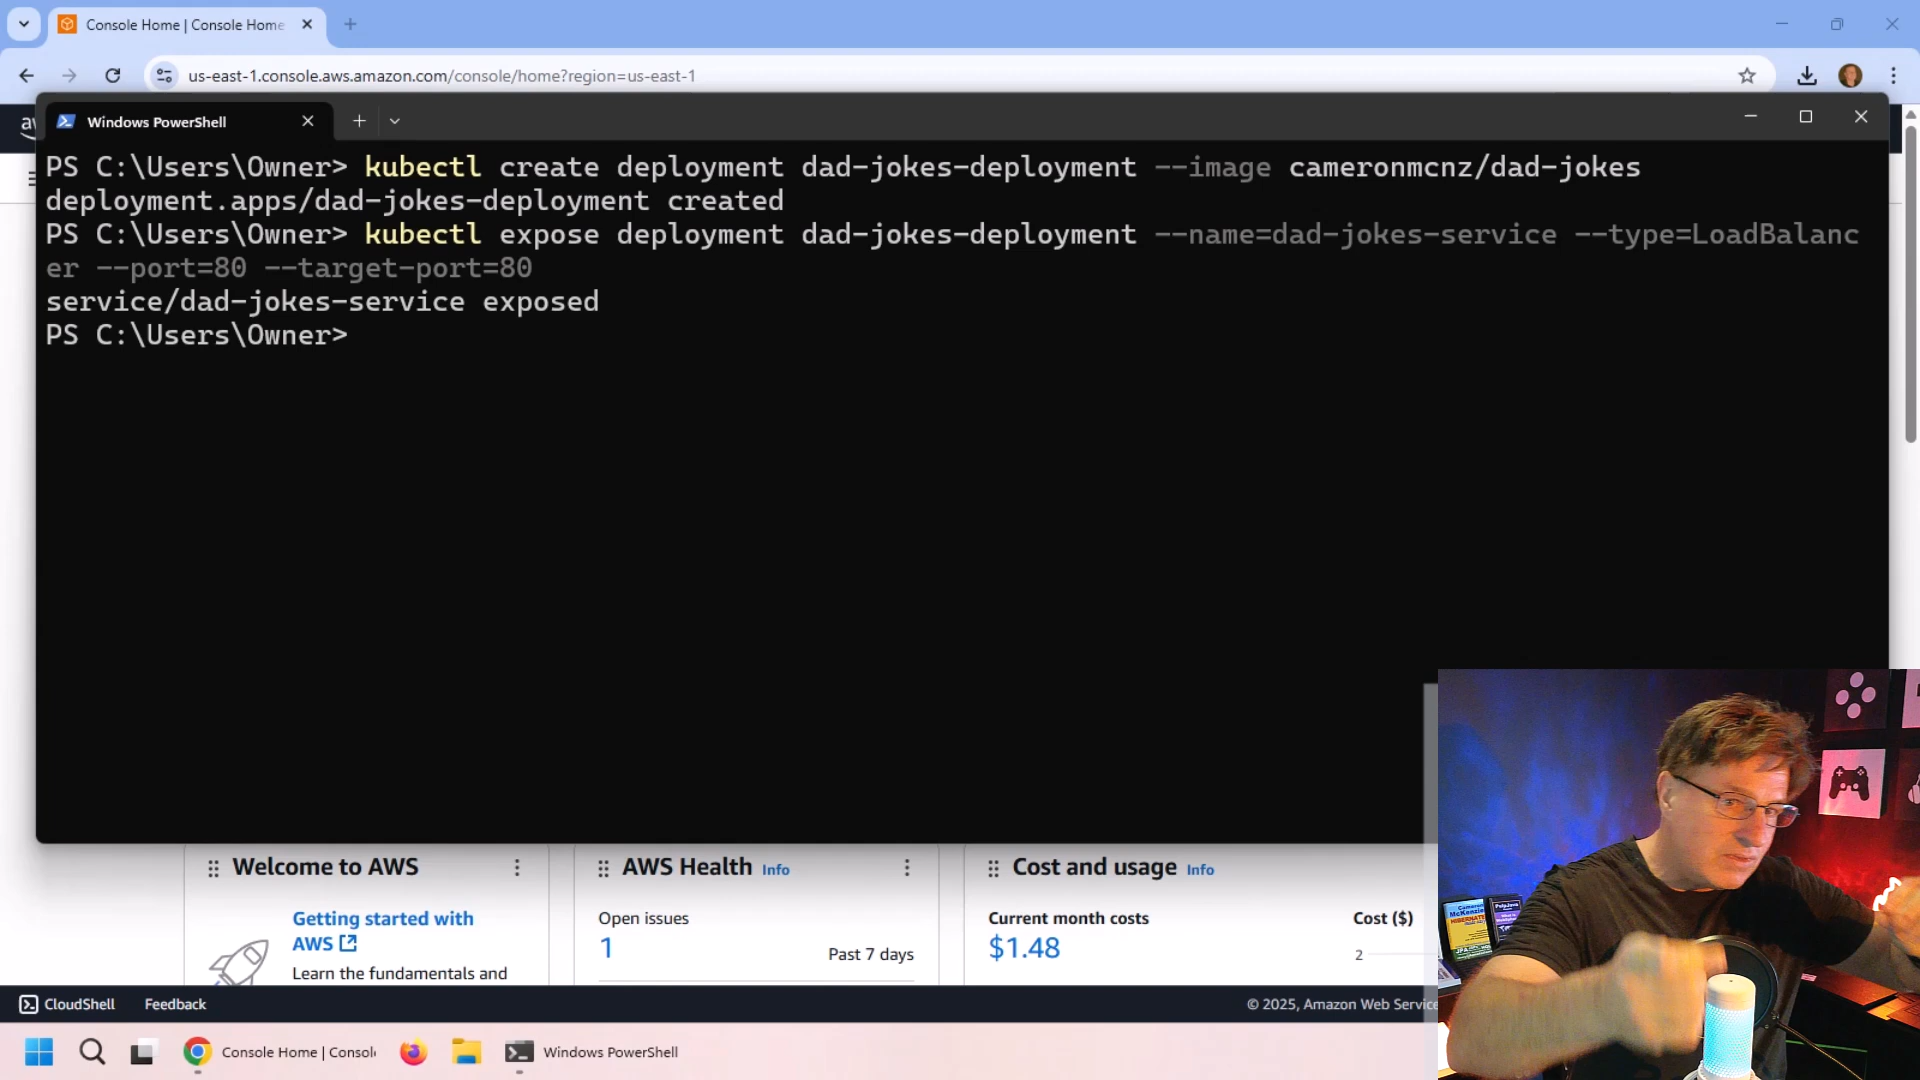 Console Home | Console Home
us-east-1.console.aws.amazon.com/console/home?region=us-east-1
Windows PowerShell
PS C:\Users\Owner> kubectl create deployment dad-jokes-deployment --image cameronmcnz/dad-jokes
deployment.apps/dad-jokes-deployment created
PS C:\Users\Owner> kubectl expose deployment dad-jokes-deployment --name=dad-jokes-service --type=LoadBalanc
er --port=80 --target-port=80
service/dad-jokes-service exposed
PS C:\Users\Owner>
Welcome to AWS
AWS Health Info
Cost and usage Info
Getting started with
AWS
Learn the fundamentals and
Open issues
1
Past 7 days
Current month costs
$1.48
Cost ($)
2
CloudShell
Feedback
© 2025, Amazon Web Service
Console Home | Consol
Windows PowerShell